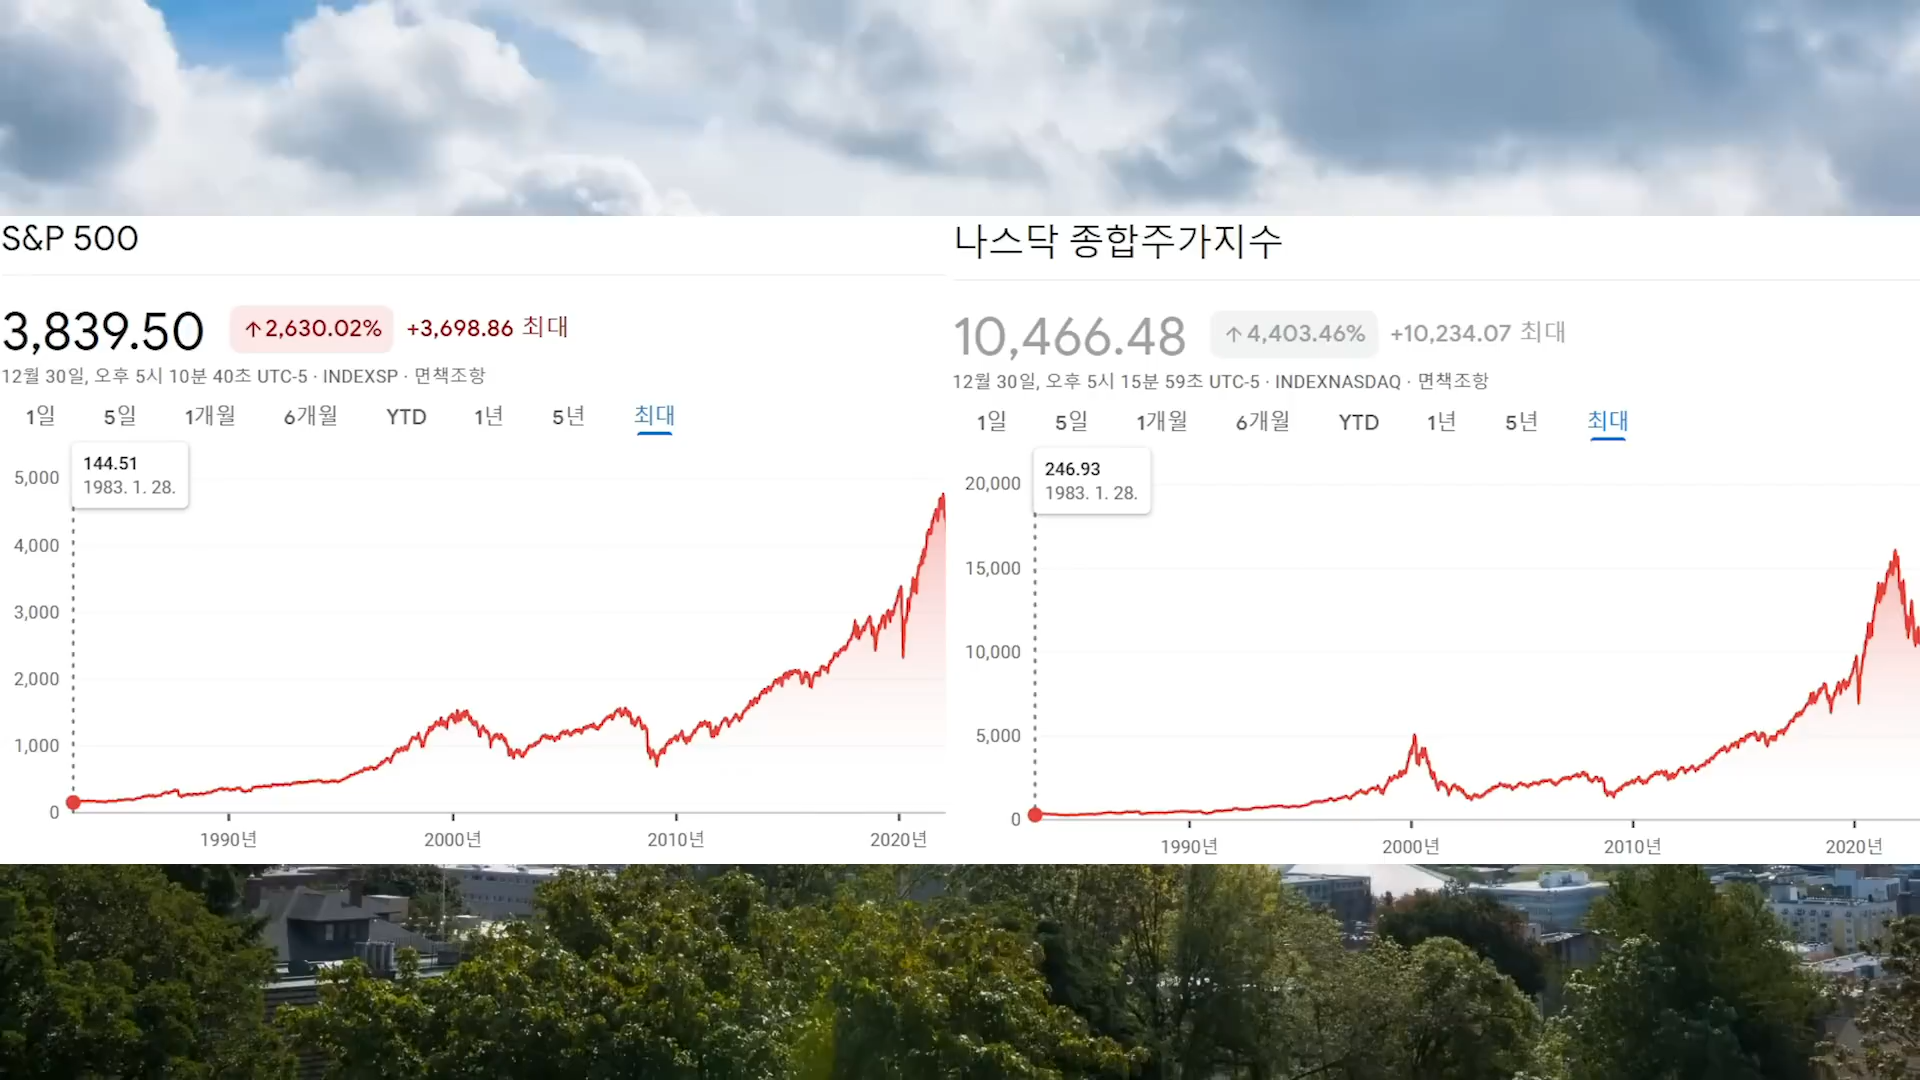 S&P 500
3,839.50 ↑2,630.02% +3,698.86 최대
12월 30일, 오후 5시 10분 40초 UTC-5 · INDEXSP · 면책조항
1일 5일 1개월 6개월 YTD 1년 5년 최대
144.51
1983. 1. 28.
5,000
4,000
3,000
2,000
1,000
0
1990년 2000년 2010년 2020년
나스닥 종합주가지수
10,466.48 ↑4,403.46% +10,234.07 최대
12월 30일, 오후 5시 15분 59초 UTC-5 · INDEXNASDAQ · 면책조항
1일 5일 1개월 6개월 YTD 1년 5년 최대
246.93
1983. 1. 28.
20,000
15,000
10,000
5,000
0
1990년 2000년 2010년 2020년